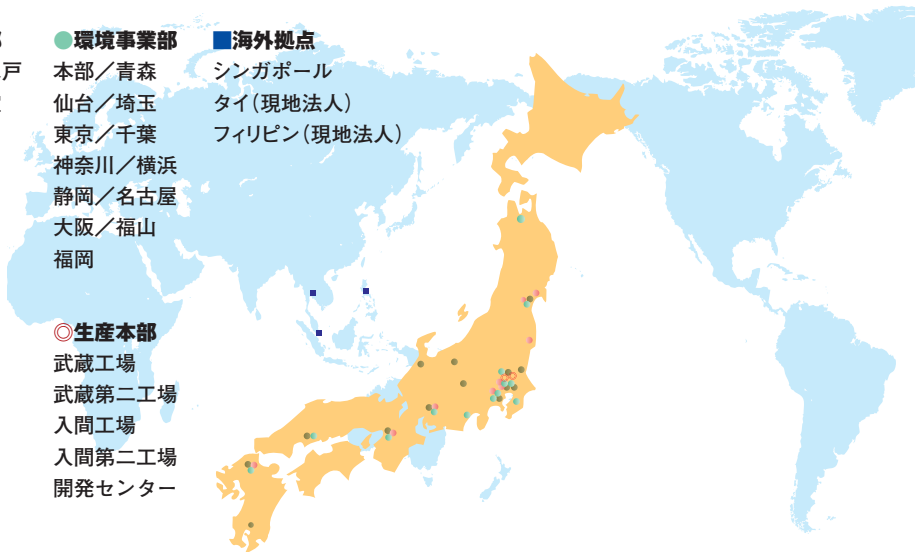 戸
●環境事業部
本部／青森
仙台／埼玉
東京／千葉
神奈川／横浜
静岡／名古屋
大阪／福山
福岡
◎生産本部
武蔵工場
武蔵第二工場
入間工場
入間第二工場
開発センター
■海外拠点
シンガポール
タイ（現地法人）
フィリピン（現地法人）